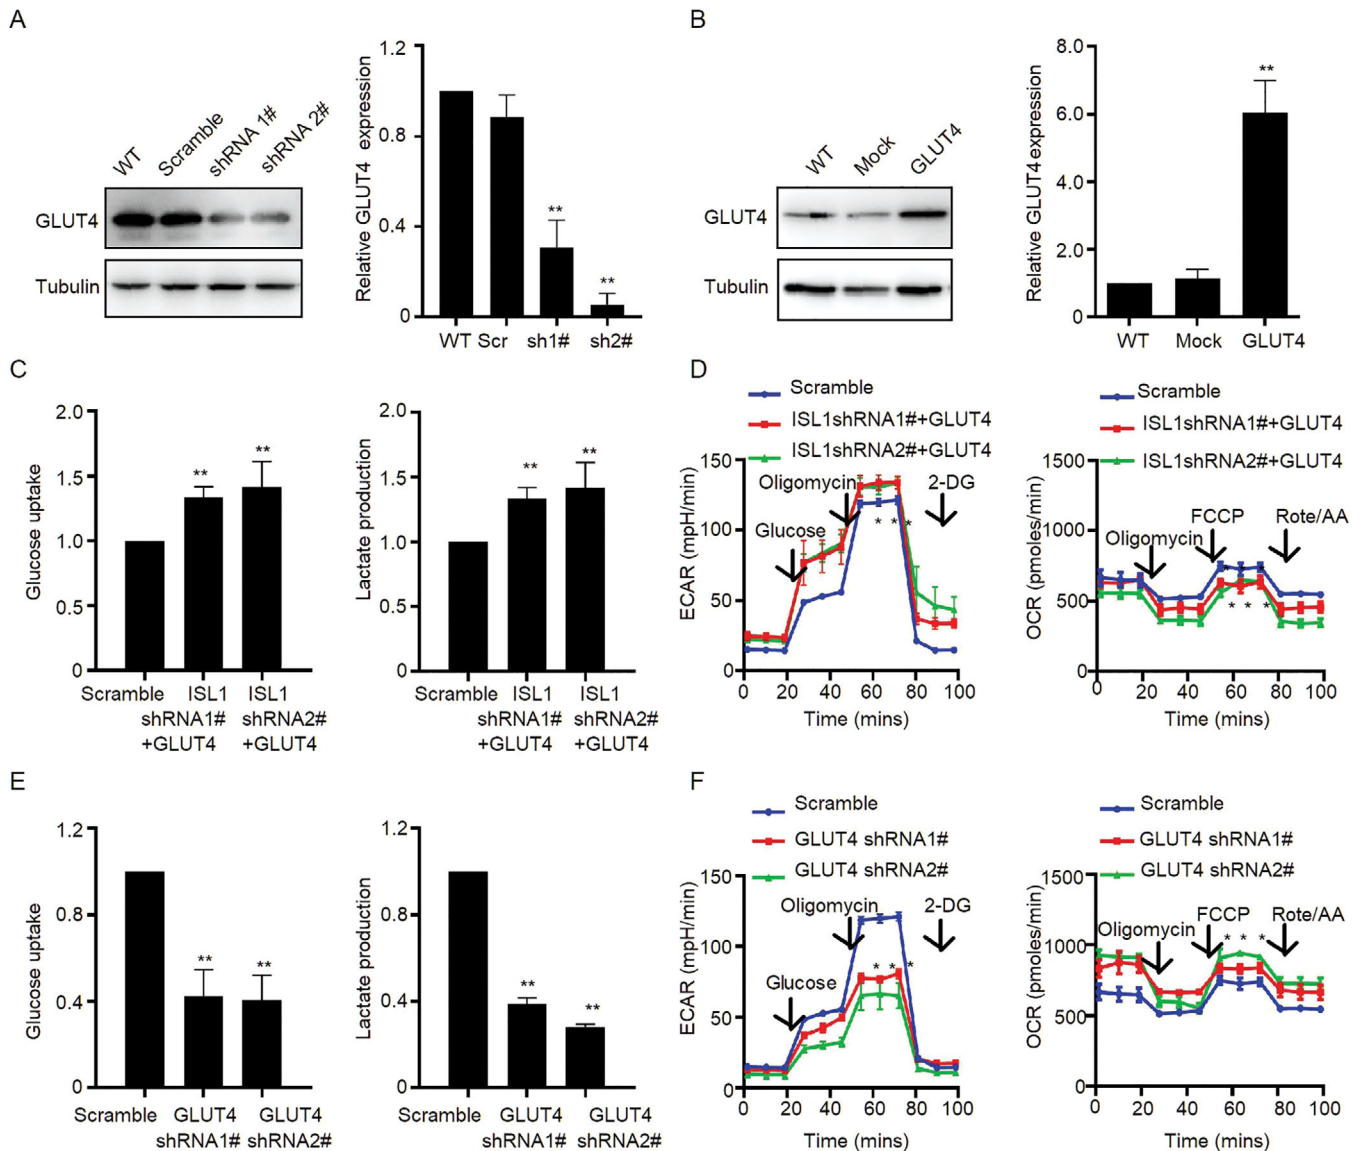 A
WT
Scramble
shRNA 1#
shRNA 2#
GLUT4
Tubulin
Relative GLUT4 expression
1.2
0.8
0.4
0
**
**
WT Scr sh1# sh2#
B
WT
Mock
GLUT4
GLUT4
Tubulin
Relative GLUT4 expression
8.0
6.0
4.0
2.0
0
**
WT Mock GLUT4
C
Glucose uptake
2.0
1.5
1.0
0.5
0
** **
Scramble ISL1 ISL1
shRNA1# shRNA2#
+GLUT4 +GLUT4
Lactate production
2.0
1.5
1.0
0.5
0
** **
Scramble ISL1 ISL1
shRNA1# shRNA2#
+GLUT4 +GLUT4
D
Scramble
ISL1shRNA1#+GLUT4
ISL1shRNA2#+GLUT4
ECAR (mpH/min)
150
100
50
0
Oligomycin
2-DG
Glucose
* * *
0 20 40 60 80 100
Time (mins)
Scramble
ISL1shRNA1#+GLUT4
ISL1shRNA2#+GLUT4
OCR (pmoles/min)
1500
1000
500
0
FCCP Rote/AA
Oligomycin
* * *
0 20 40 60 80 100
Time (mins)
E
Glucose uptake
1.2
0.8
0.4
0
** **
Scramble GLUT4 GLUT4
shRNA1# shRNA2#
Lactate production
1.2
0.8
0.4
0
**
**
Scramble GLUT4 GLUT4
shRNA1# shRNA2#
F
Scramble
GLUT4 shRNA1#
GLUT4 shRNA2#
ECAR (mpH/min)
150
100
50
0
Oligomycin 2-DG
Glucose
* * *
0 20 40 60 80 100
Time (mins)
Scramble
GLUT4 shRNA1#
GLUT4 shRNA2#
OCR (pmoles/min)
1500
1000
500
0
FCCP Rote/AA
Oligomycin
* * *
0 20 40 60 80 100
Time (mins)